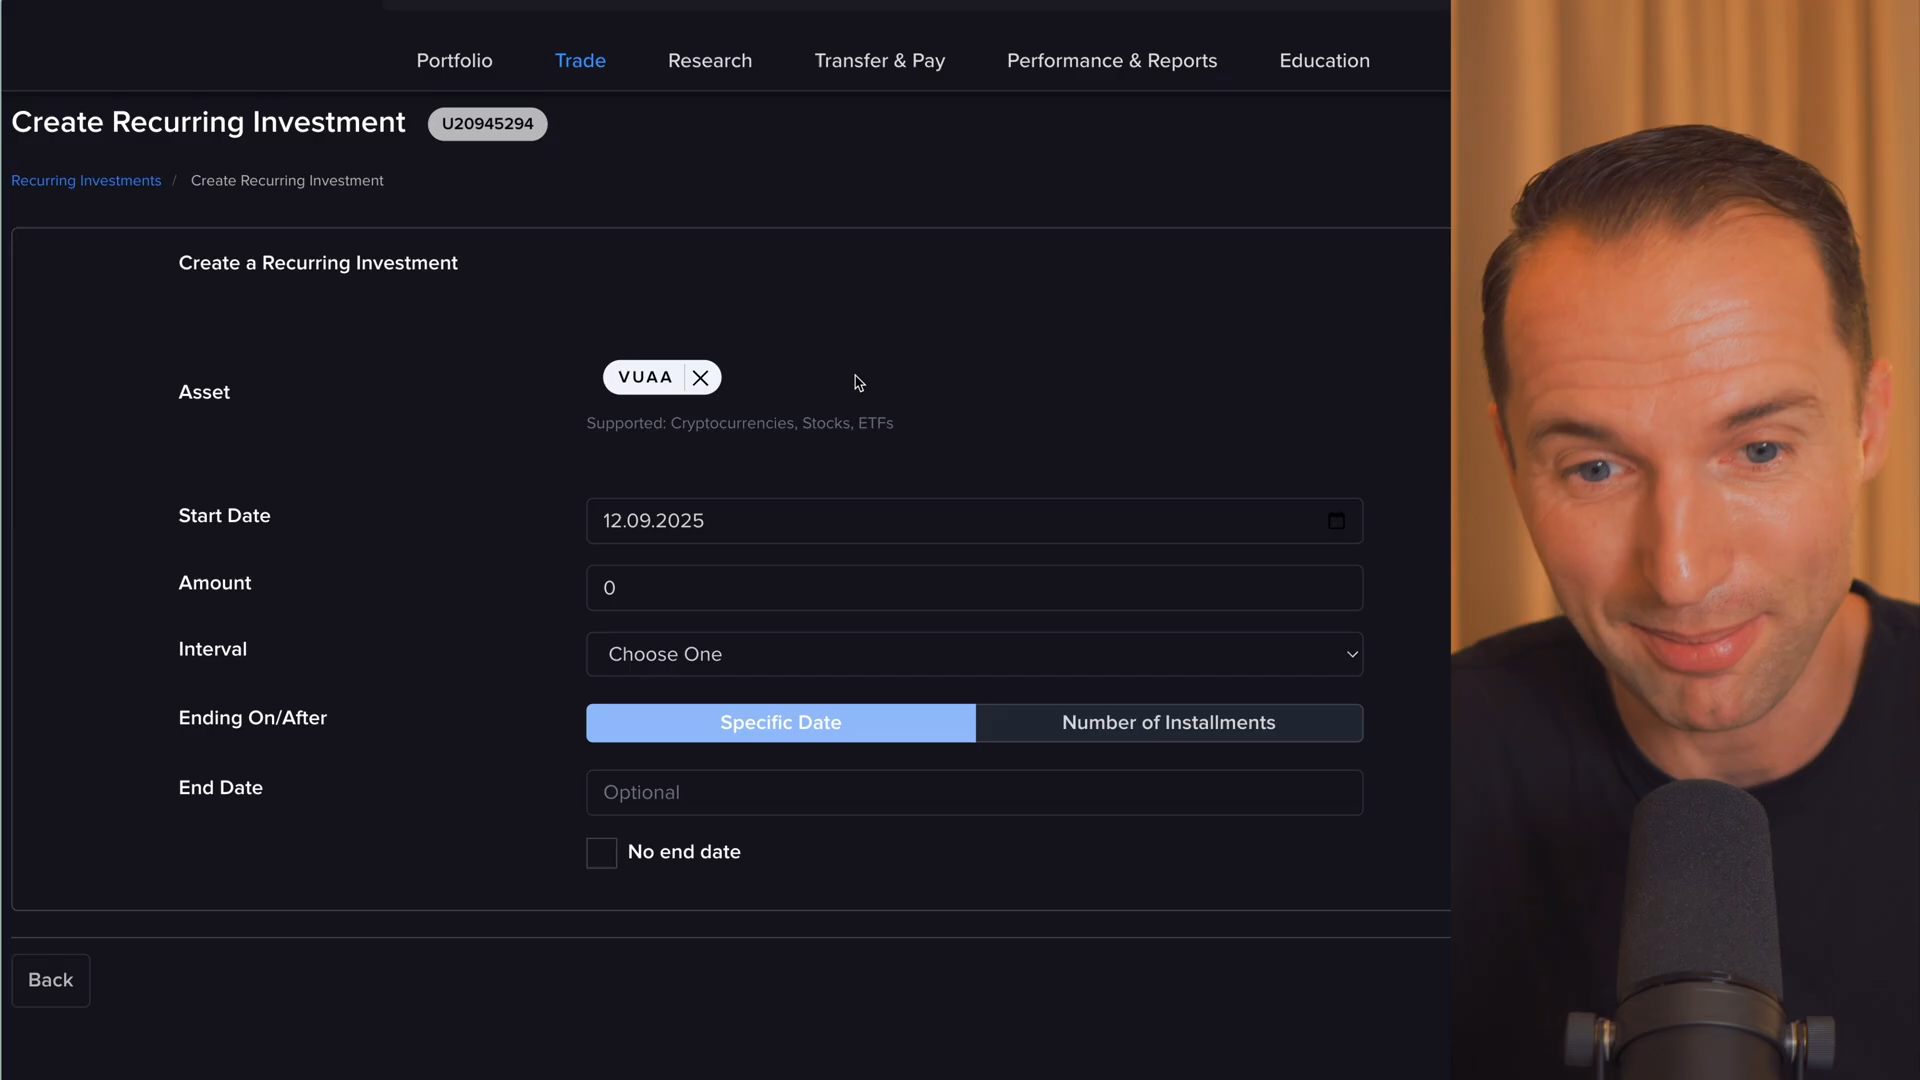 Portfolio Trade Research Transfer & Pay Performance & Reports Education
Create Recurring Investment U20945294
Recurring Investments / Create Recurring Investment
Create a Recurring Investment
Asset VUAA
Supported: Cryptocurrencies, Stocks, ETFs
Start Date 12.09.2025
Amount 0
Interval Choose One
Ending On/After Specific Date Number of Installments
End Date Optional
No end date
Back